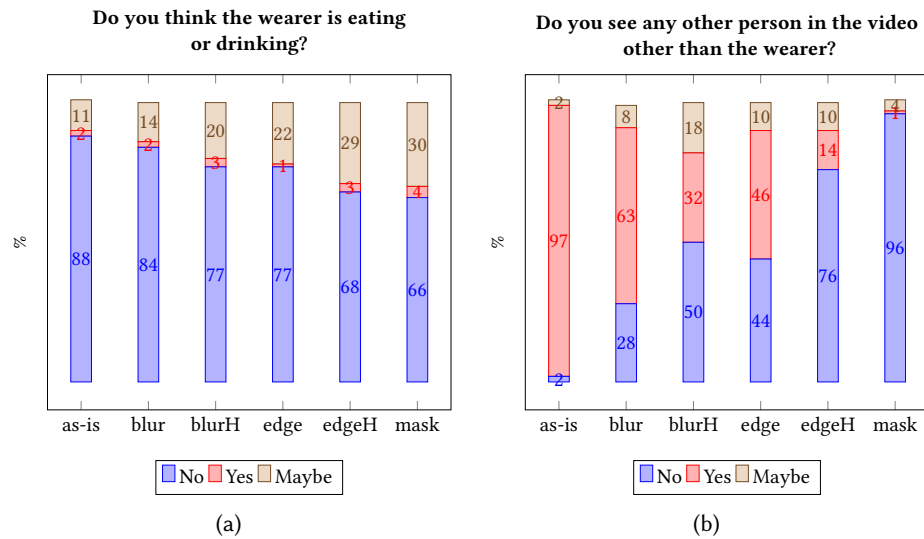 Do you think the wearer is eating
or drinking?
11 14 20 22 29 30
2 2 3 1 3 4
88 84 77 77 68 66
%
as-is blur blurH edge edgeH mask
No Yes Maybe
(a)
Do you see any other person in the video
other than the wearer?
2 8 18 10 10 4
97 63 32 46 14 1
2 28 50 44 76 96
%
as-is blur blurH edge edgeH mask
No Yes Maybe
(b)